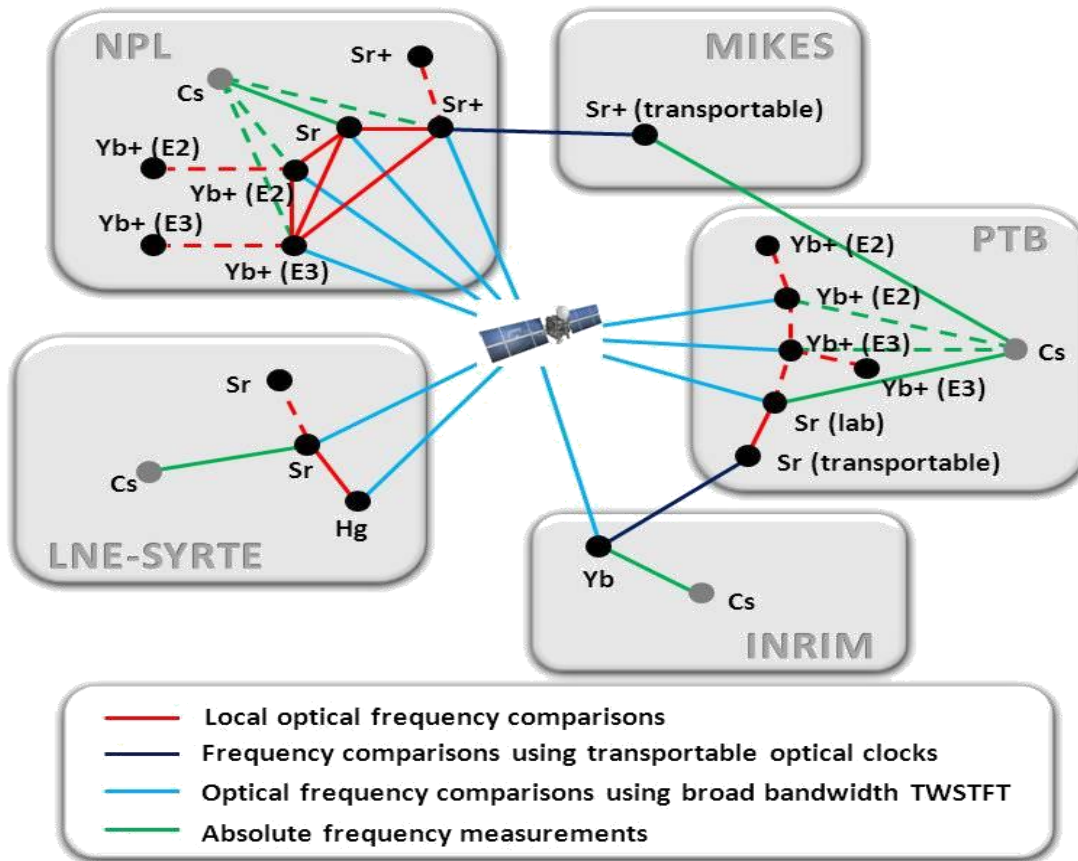 NPL
Sr+
Cs
Sr
Sr+
Yb+ (E2)
Yb+ (E2)
Yb+ (E3)
Yb+ (E3)
MIKES
Sr+ (transportable)
PTB
Yb+ (E2)
Yb+ (E2)
Yb+ (E3)
Cs
Yb+ (E3)
Sr (lab)
Sr (transportable)
Sr
Sr
Cs
Hg
LNE-SYRTE
Yb
Cs
INRIM
Local optical frequency comparisons
Frequency comparisons using transportable optical clocks
Optical frequency comparisons using broad bandwidth TWSTFT
Absolute frequency measurements